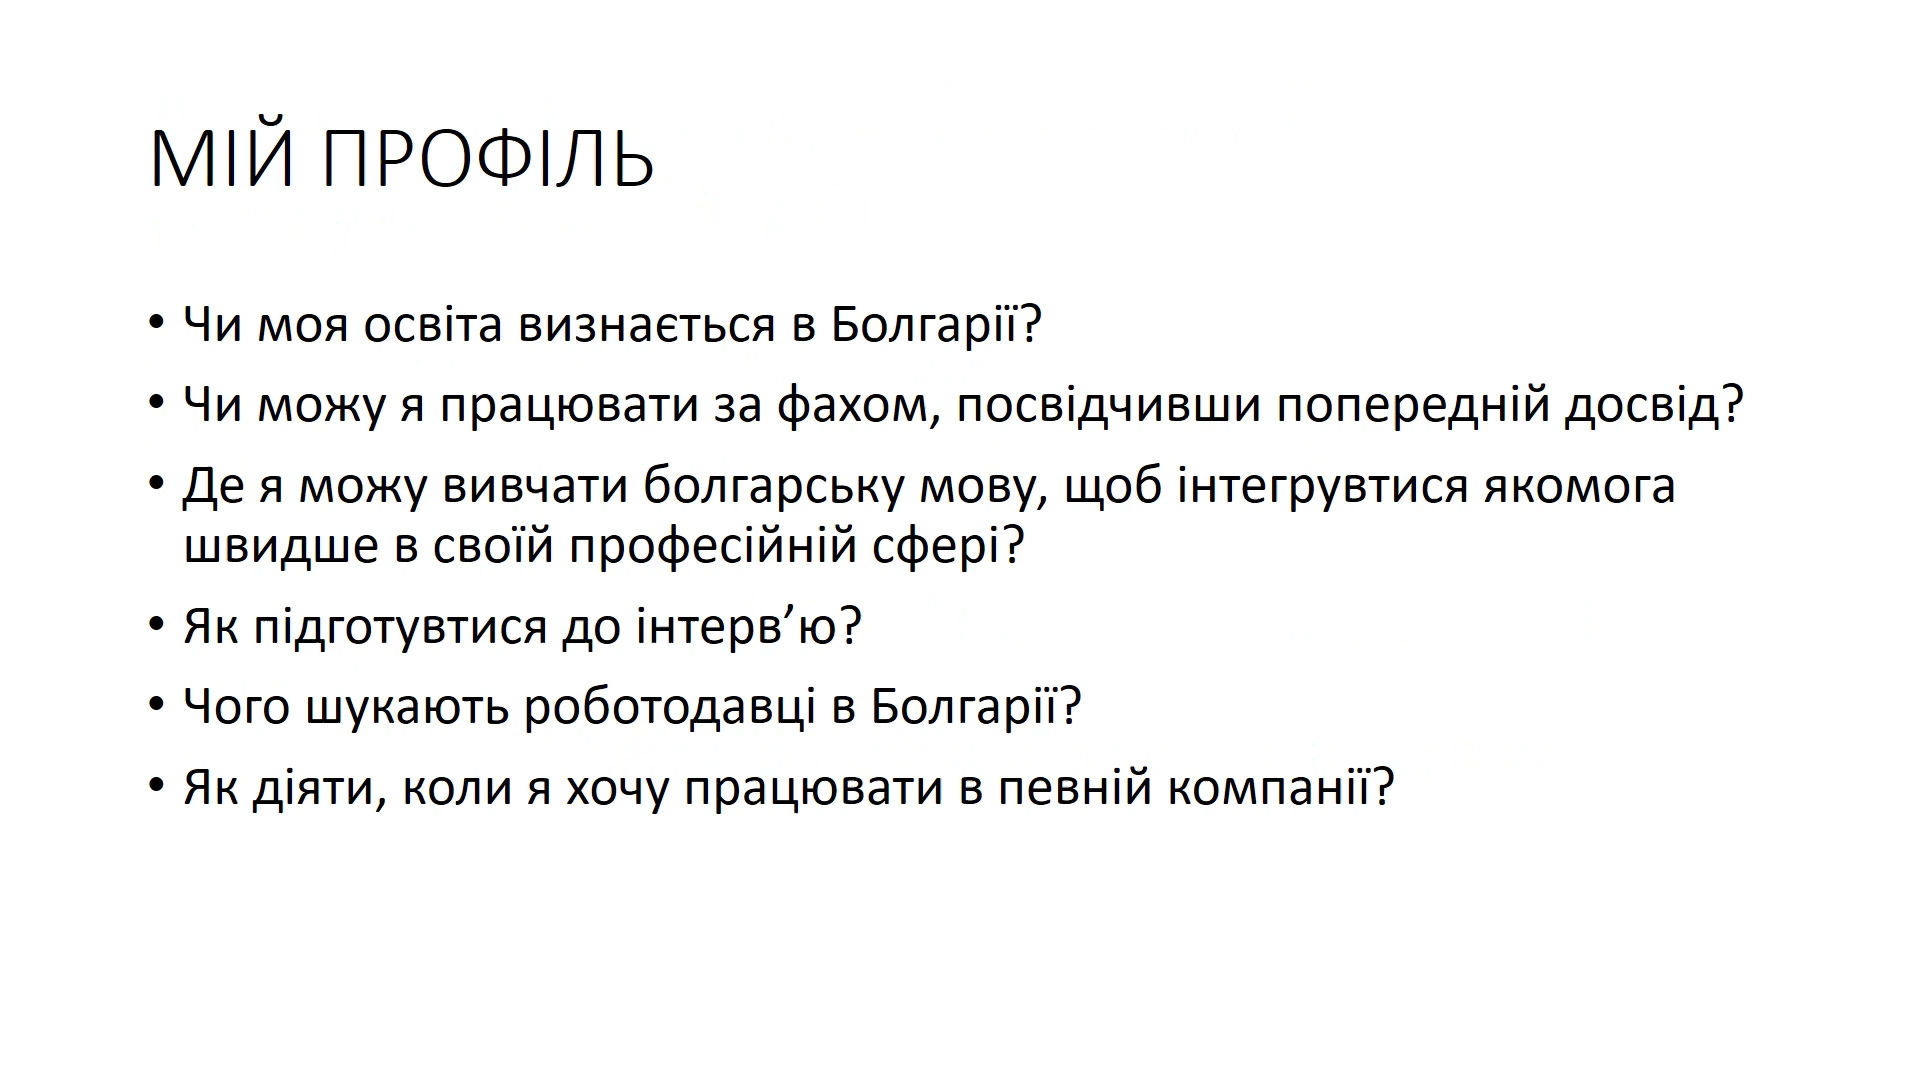 МІЙ ПРОФІЛЬ
• Чи моя освіта визнається в Болгарії?
• Чи можу я працювати за фахом, посвідчивши попередній досвід?
• Де я можу вивчати болгарську мову, щоб інтегрувтися якомога
швидше в своїй професійній сфері?
• Як підготувтися до інтерв’ю?
• Чого шукають роботодавці в Болгарії?
• Як діяти, коли я хочу працювати в певній компанії?